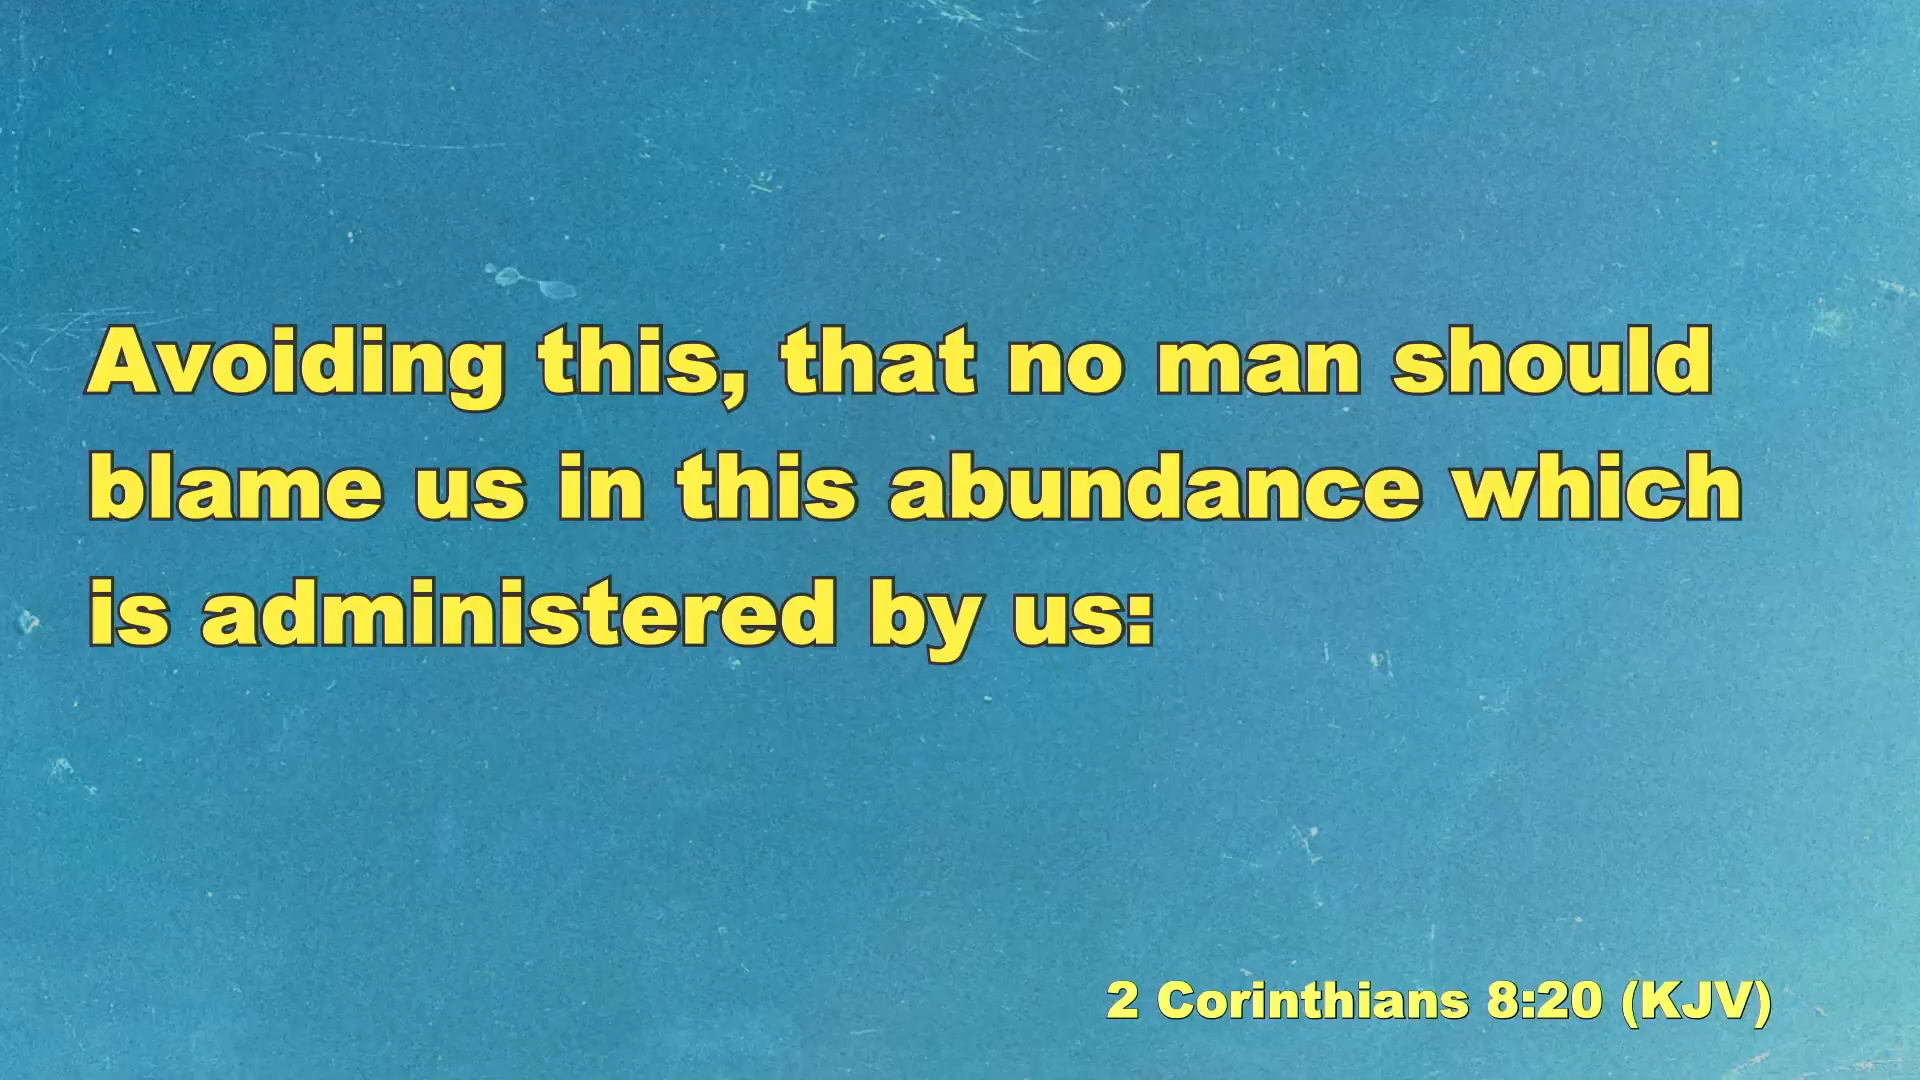 Avoiding this, that no man should
blame us in this abundance which
is administered by us:
2 Corinthians 8:20 (KJV)